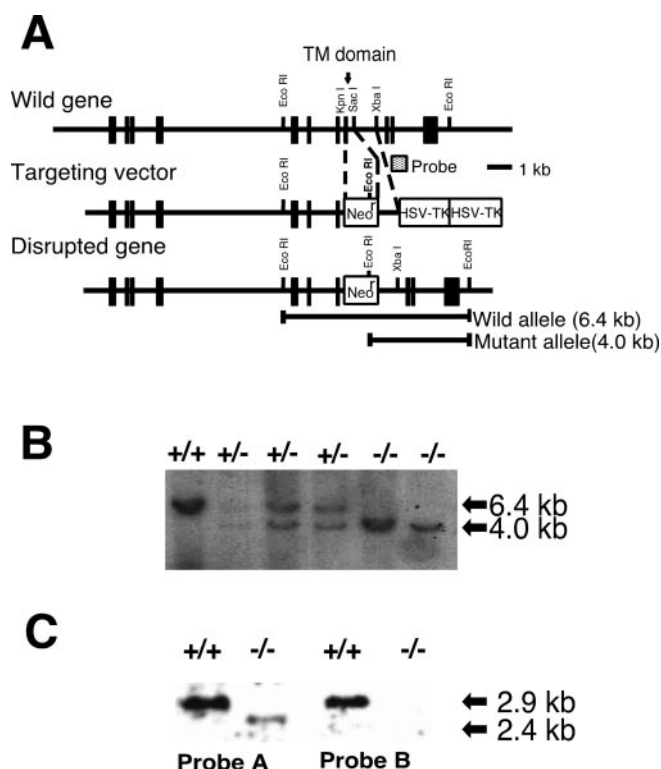 A
TM domain
Wild gene
Eco RI
Kpn I
Sac I
Xba I
Eco RI
Targeting vector
Eco RI
Eco RI
Probe
1 kb
Neo r
HSV-TK HSV-TK
Disrupted gene
Eco RI
Eco RI
Xba I
EcoRI
Neo r
Wild allele (6.4 kb)
Mutant allele(4.0 kb)
B
+/+ +/- +/- +/- -/- -/-
6.4 kb
4.0 kb
C
+/+ -/- +/+ -/-
2.9 kb
2.4 kb
Probe A Probe B